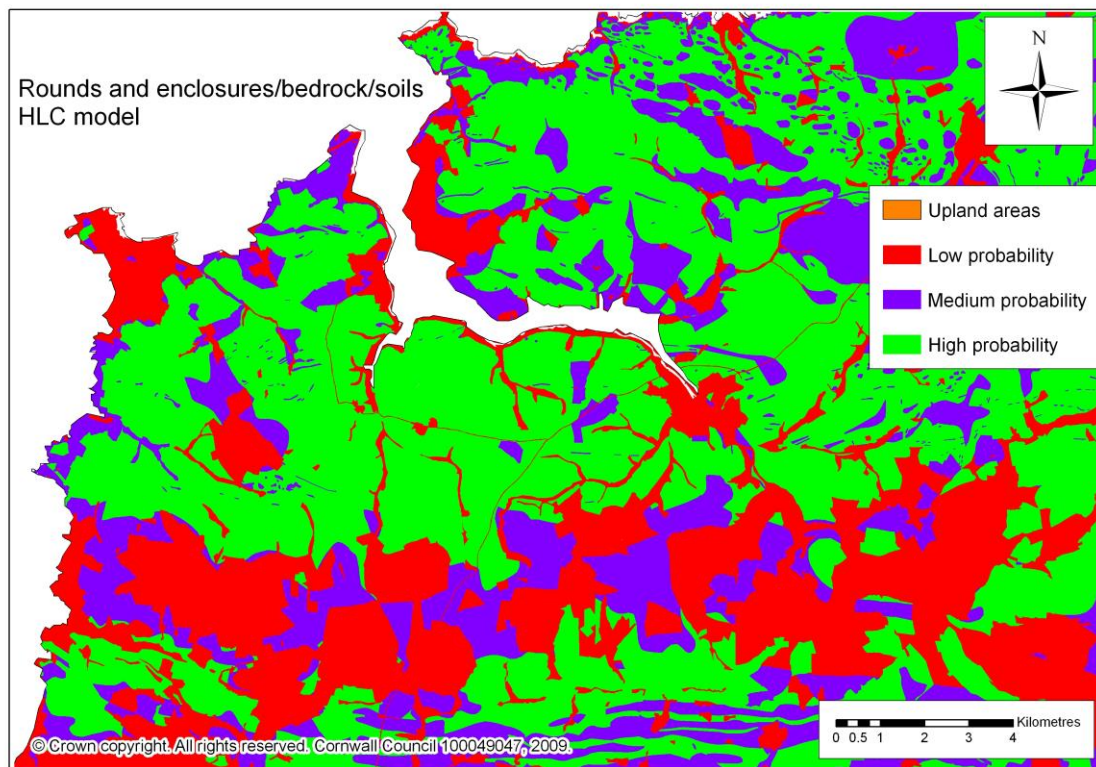 Rounds and enclosures/bedrock/soils
HLC model
N
Upland areas
Low probability
Medium probability
High probability
Kilometres
0 0.5 1 2 3 4
© Crown copyright. All rights reserved. Cornwall Council 100049047, 2009.